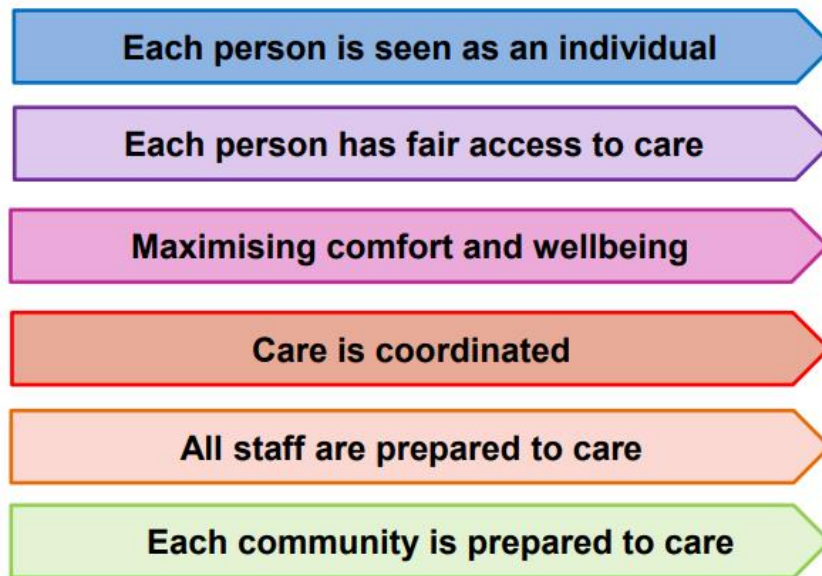 Each person is seen as an individual
Each person has fair access to care
Maximising comfort and wellbeing
Care is coordinated
All staff are prepared to care
Each community is prepared to care